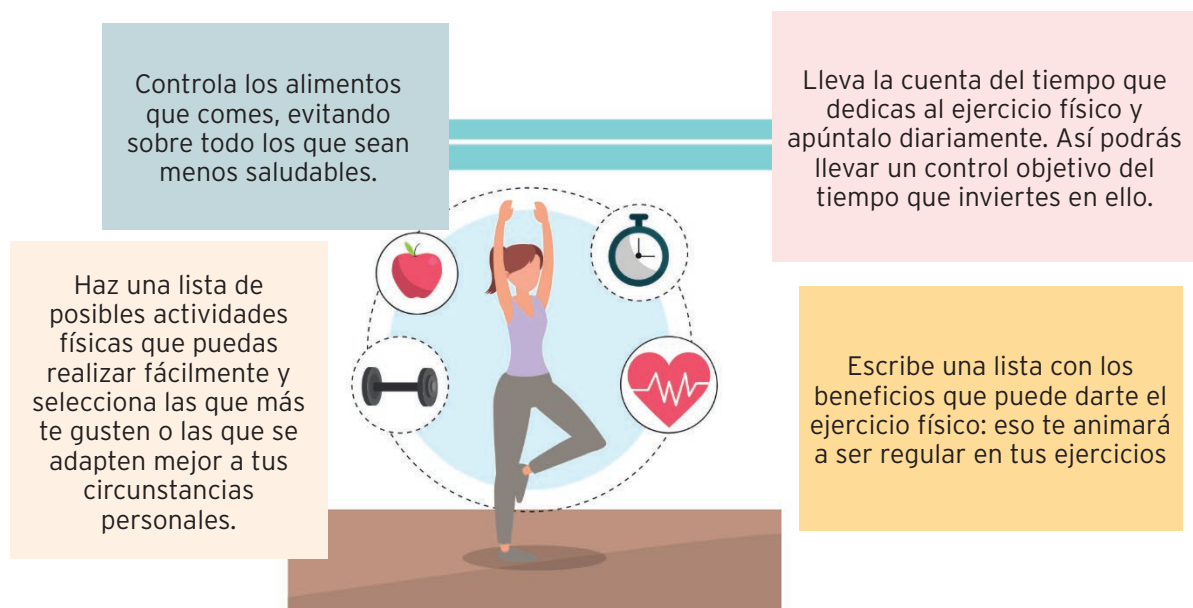 Controla los alimentos
que comes, evitando
sobre todo los que sean
menos saludables.
Lleva la cuenta del tiempo que
dedicas al ejercicio físico y
apúntalo diariamente. Así podrás
llevar un control objetivo del
tiempo que inviertes en ello.
Haz una lista de
posibles actividades
físicas que puedas
realizar fácilmente y
selecciona las que más
te gusten o las que se
adapten mejor a tus
circunstancias
personales.
Escribe una lista con los
beneficios que puede darte el
ejercicio físico: eso te animará
a ser regular en tus ejercicios